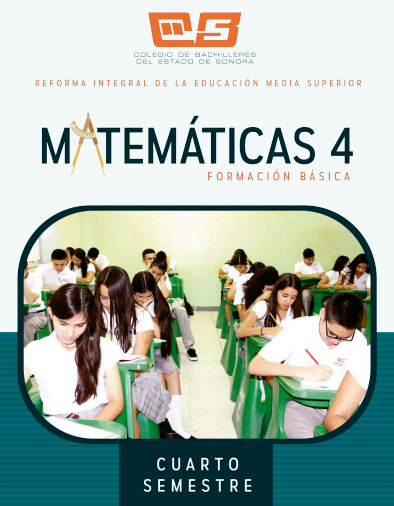 COLEGIO DE BACHILLERES
DEL ESTADO DE SONORA
REFORMA INTEGRAL DE LA EDUCACIÓN MEDIA SUPERIOR
MATEMÁTICAS 4
FORMACIÓN BÁSICA
CUARTO
SEMESTRE